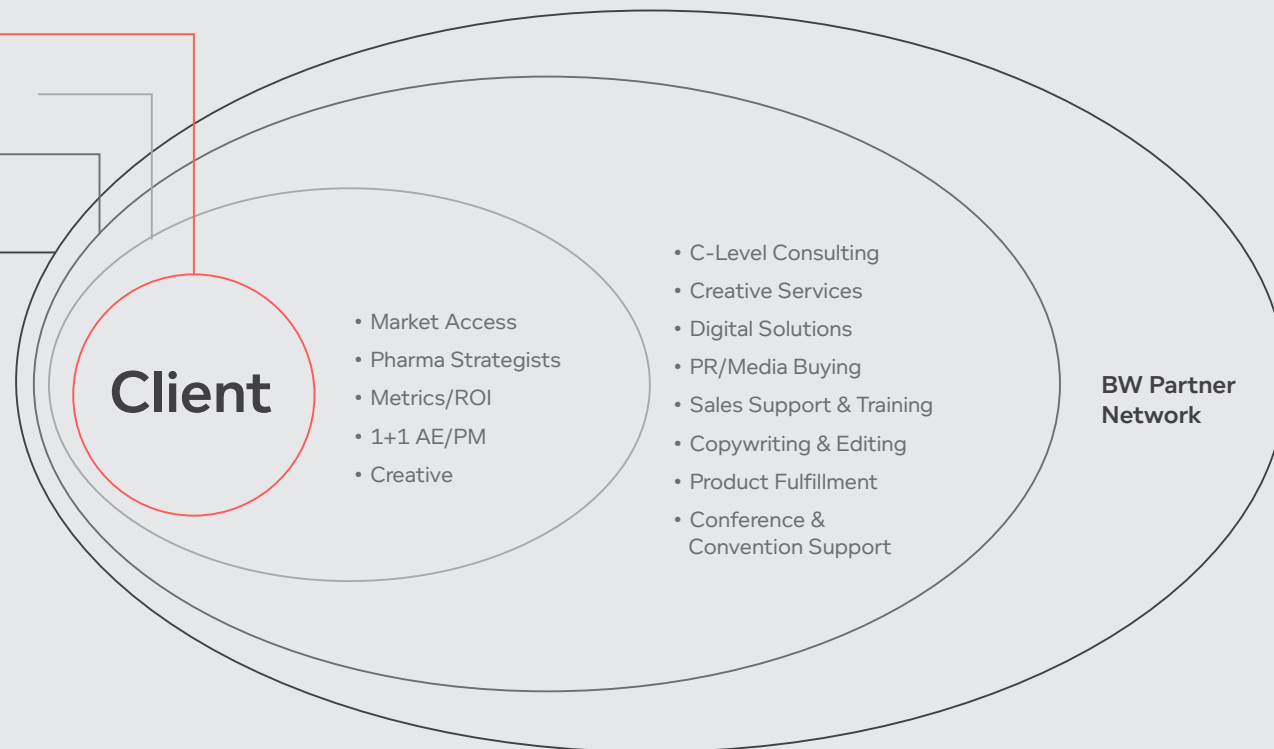 Client
• Market Access
• Pharma Strategists
• Metrics/ROI
• 1+1 AE/PM
• Creative
• C-Level Consulting
• Creative Services
• Digital Solutions
• PR/Media Buying
• Sales Support & Training
• Copywriting & Editing
• Product Fulfillment
• Conference &
Convention Support
BW Partner
Network